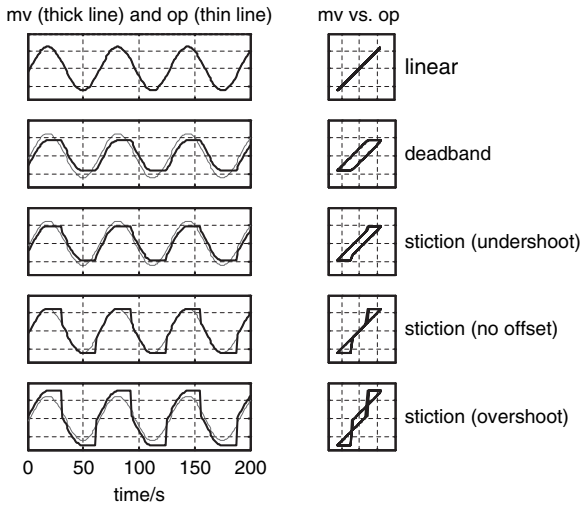 mv (thick line) and op (thin line)
mv vs. op
linear
deadband
stiction (undershoot)
stiction (no offset)
stiction (overshoot)
0 50 100 150 200
time/s